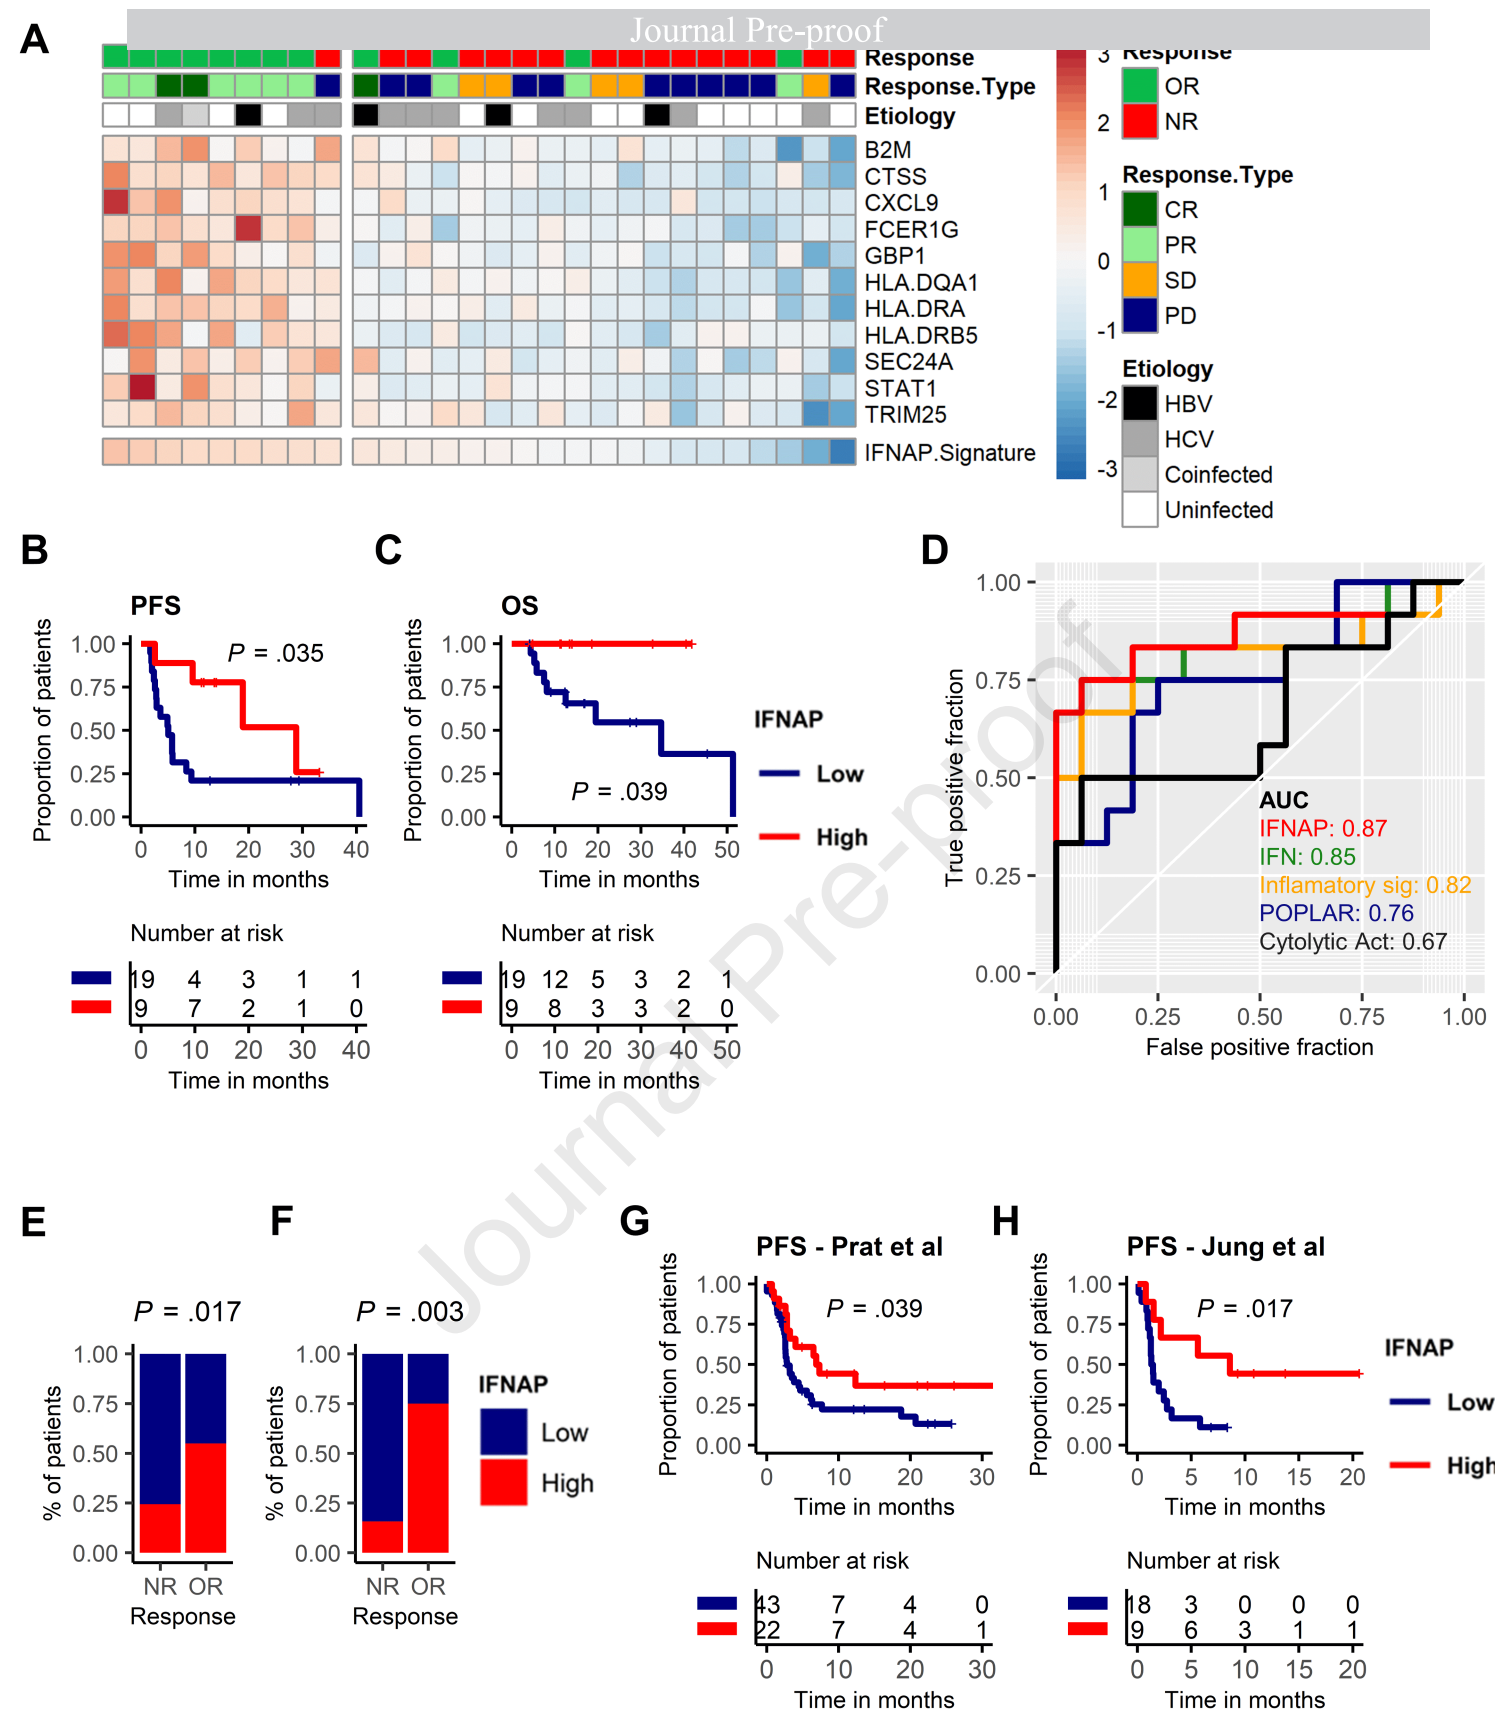 Journal Pre-proof
A
Response
Response.Type
Etiology
B2M
CTSS
CXCL9
FCER1G
GBP1
HLA.DQA1
HLA.DRA
HLA.DRB5
SEC24A
STAT1
TRIM25
IFNAP.Signature
3
2
1
0
-1
-2
-3
Response
OR
NR
Response.Type
CR
PR
SD
PD
Etiology
HBV
HCV
Coinfected
Uninfected
B
PFS
Proportion of patients
1.00
0.75
0.50
0.25
0.00
P = .035
0 10 20 30 40
Time in months
Number at risk
19 4 3 1 1
9 7 2 1 0
0 10 20 30 40
Time in months
C
OS
Proportion of patients
1.00
0.75
0.50
0.25
0.00
P = .039
0 10 20 30 40 50
Time in months
Number at risk
19 12 5 3 2 1
9 8 3 3 2 0
0 10 20 30 40 50
Time in months
IFNAP
Low
High
D
True positive fraction
1.00
0.75
0.50
0.25
0.00
AUC
IFNAP: 0.87
IFN: 0.85
Inflamatory sig: 0.82
POPLAR: 0.76
Cytolytic Act: 0.67
0.00 0.25 0.50 0.75 1.00
False positive fraction
Journal Pre-proof
E
P = .017
% of patients
1.00
0.75
0.50
0.25
0.00
NR OR
Response
F
P = .003
% of patients
1.00
0.75
0.50
0.25
0.00
NR OR
Response
IFNAP
Low
High
G
PFS - Prat et al
Proportion of patients
1.00
0.75
0.50
0.25
0.00
P = .039
0 10 20 30
Time in months
Number at risk
43 7 4 0
22 7 4 1
0 10 20 30
Time in months
H
PFS - Jung et al
Proportion of patients
1.00
0.75
0.50
0.25
0.00
P = .017
0 5 10 15 20
Time in months
Number at risk
18 3 0 0 0
9 6 3 1 1
0 5 10 15 20
Time in months
IFNAP
Low
High